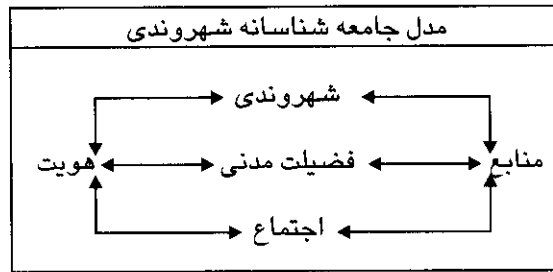 مدل جامعه شناسانه شهروندی
شهروندی
منابع فضیلت مدنی هویت
اجتماع